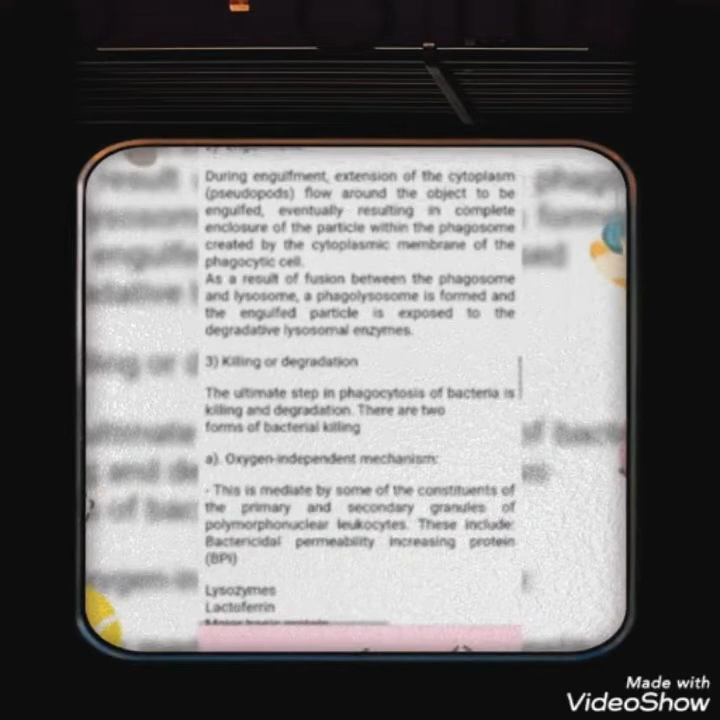 During engulfment, extension of the cytoplasm
(pseudopods) flow around the object to be
engulfed, eventually resulting in complete
enclosure of the particle within the phagosome
created by the cytoplasmic membrane of the
phagocytic cell.
As a result of fusion between the phagosome
and lysosome, a phagolysosome is formed and
the engulfed particle is exposed to the
degradative lysosomal enzymes.
3) Killing or degradation
The ultimate step in phagocytosis of bacteria is
killing and degradation. There are two
forms of bacterial killing
a). Oxygen-independent mechanism:
- This is mediate by some of the constituents of
the primary and secondary granules of
polymorphonuclear leukocytes. These include:
Bactericidal permeability increasing protein
(BPI)
Lysozymes
Lactoferrin
Made with
VideoShow